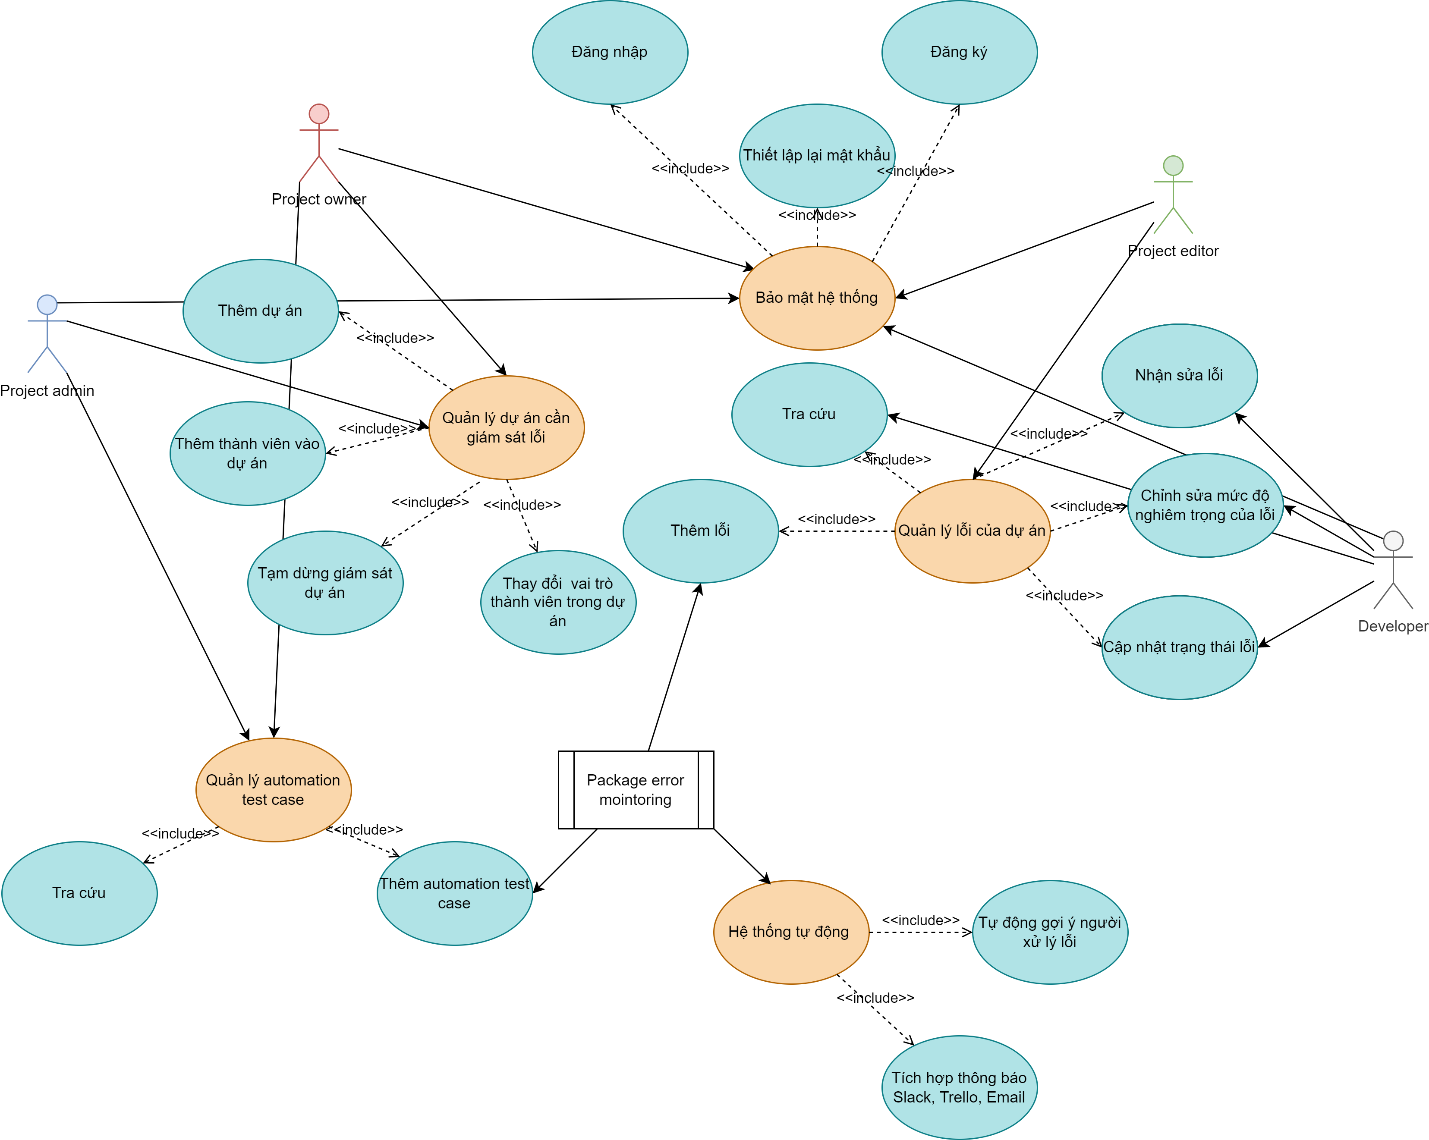 Đăng nhập
Đăng ký
Thiết lập lại mật khẩu
<<include>>
<<include>>
<<include>>
Project owner
Project editor
Bảo mật hệ thống
Thêm dự án
<<include>>
Project admin
Nhận sửa lỗi
Tra cứu
Quản lý dự án cần
giám sát lỗi
<<include>>
Thêm thành viên vào
dự án
<<include>>
<<include>>
<<include>>
<<include>>
Chỉnh sửa mức độ
nghiêm trọng của lỗi
<<include>>
<<include>>
Thêm lỗi
Quản lý lỗi của dự án
Tạm dừng giám sát
dự án
Thay đổi  vai trò
thành viên trong dự
án
<<include>>
Developer
Cập nhật trạng thái lỗi
Quản lý automation
test case
Package error
mointoring
<<include>>
<<include>>
Tra cứu
Thêm automation test
case
Hệ thống tự động
<<include>>
Tự động gợi ý người
xử lý lỗi
<<include>>
Tích hợp thông báo
Slack, Trello, Email